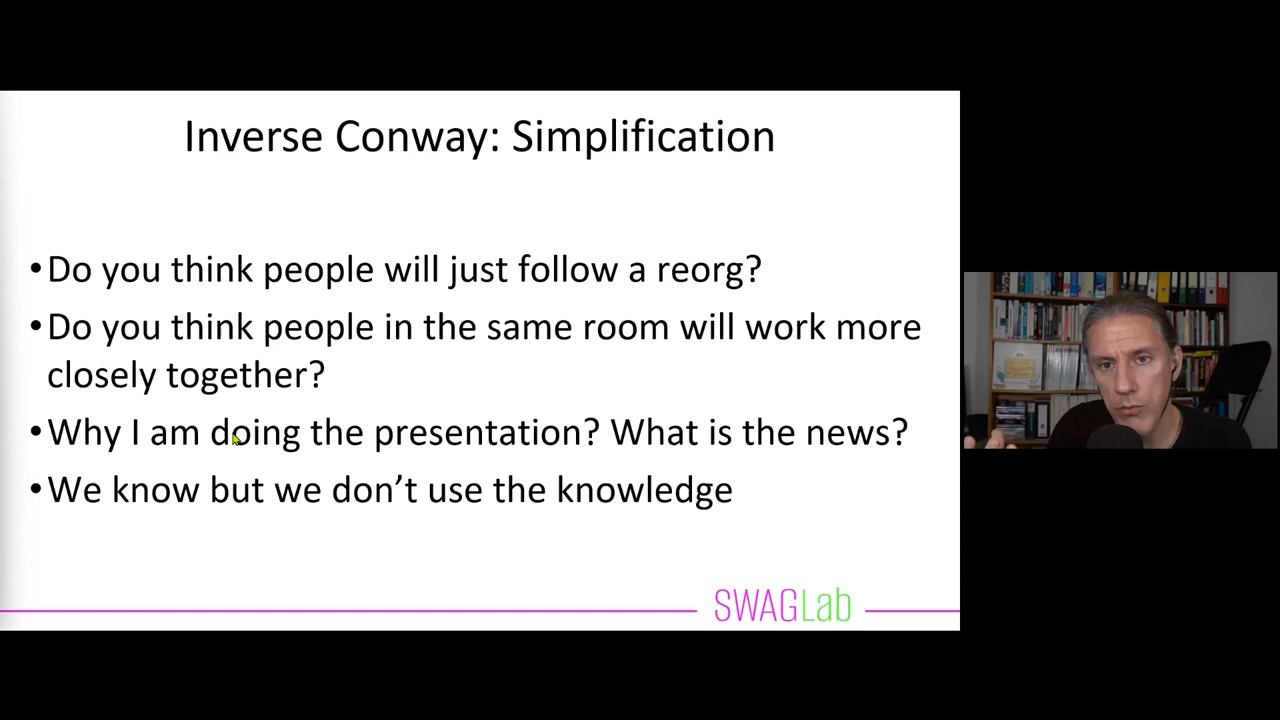 Inverse Conway: Simplification
•Do you think people will just follow a reorg?
•Do you think people in the same room will work more
closely together?
•Why I am doing the presentation? What is the news?
•We know but we don’t use the knowledge
SWAGLab